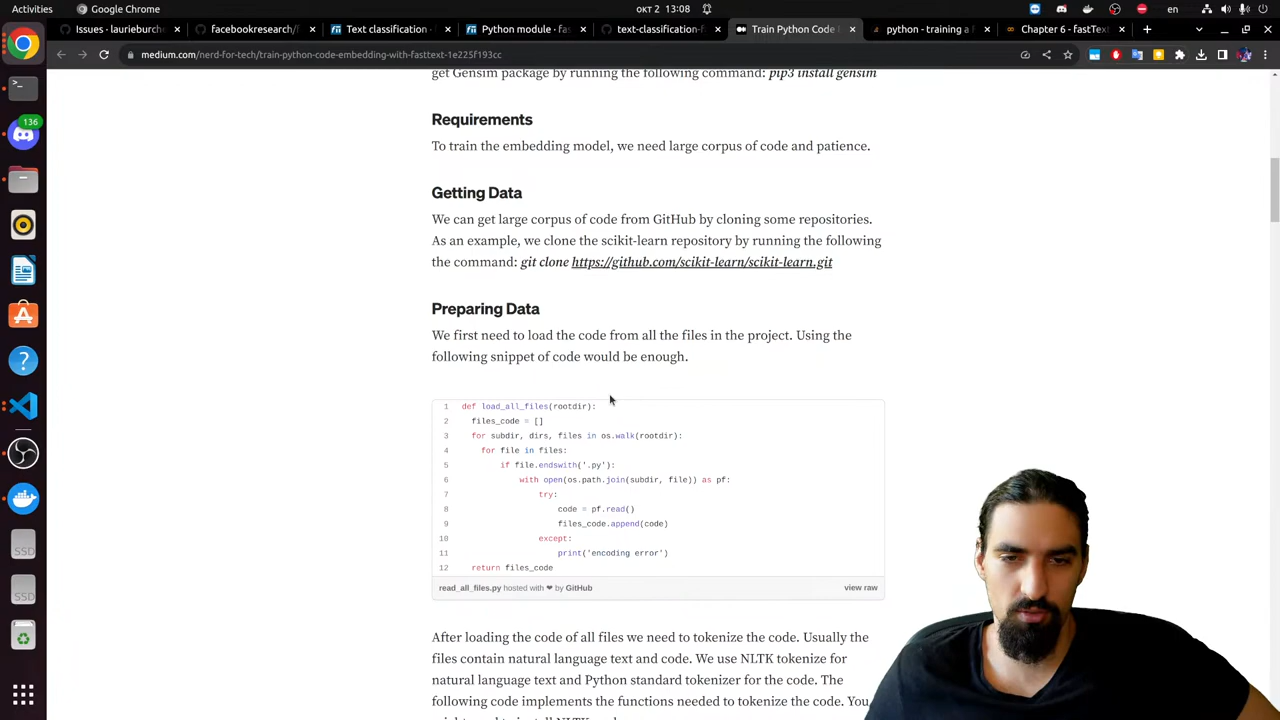 Activities
Google Chrome
окт 2 13:08
en
Issues - laurieburche
facebookresearch/
Text classification
Python module · fas
text-classification-f
Train Python Code E
python - training a
Chapter 6 - fastText
medium.com/nerd-for-tech/train-python-code-embedding-with-fasttext-1e225f193cc
136
get Gensim package by running the following command: pip3 install gensim
Requirements
To train the embedding model, we need large corpus of code and patience.
Getting Data
We can get large corpus of code from GitHub by cloning some repositories.
As an example, we clone the scikit-learn repository by running the following
the command: git clone https://github.com/scikit-learn/scikit-learn.git
Preparing Data
We first need to load the code from all the files in the project. Using the
following snippet of code would be enough.
1 def load_all_files(rootdir):
2 files_code = []
3 for subdir, dirs, files in os.walk(rootdir):
4 for file in files:
5 if file.endswith('.py'):
6 with open(os.path.join(subdir, file)) as pf:
7 try:
8 code = pf.read()
9 files_code.append(code)
10 except:
11 print('encoding error')
12 return files_code
read_all_files.py hosted with ❤ by GitHub
view raw
After loading the code of all files we need to tokenize the code. Usually the
files contain natural language text and code. We use NLTK tokenize for
natural language text and Python standard tokenizer for the code. The
following code implements the functions needed to tokenize the code. You
SSD
SSD